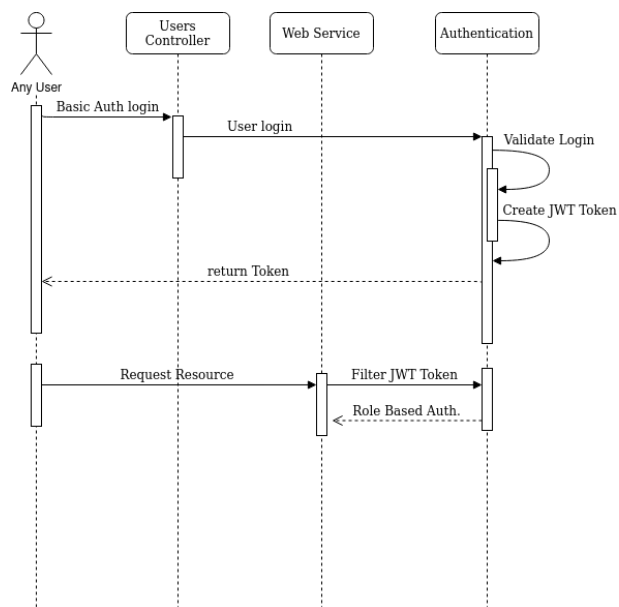 Users
Controller
Web Service
Authentication
Any User
Basic Auth login
User login
Validate Login
Create JWT Token
return Token
Request Resource
Filter JWT Token
Role Based Auth.